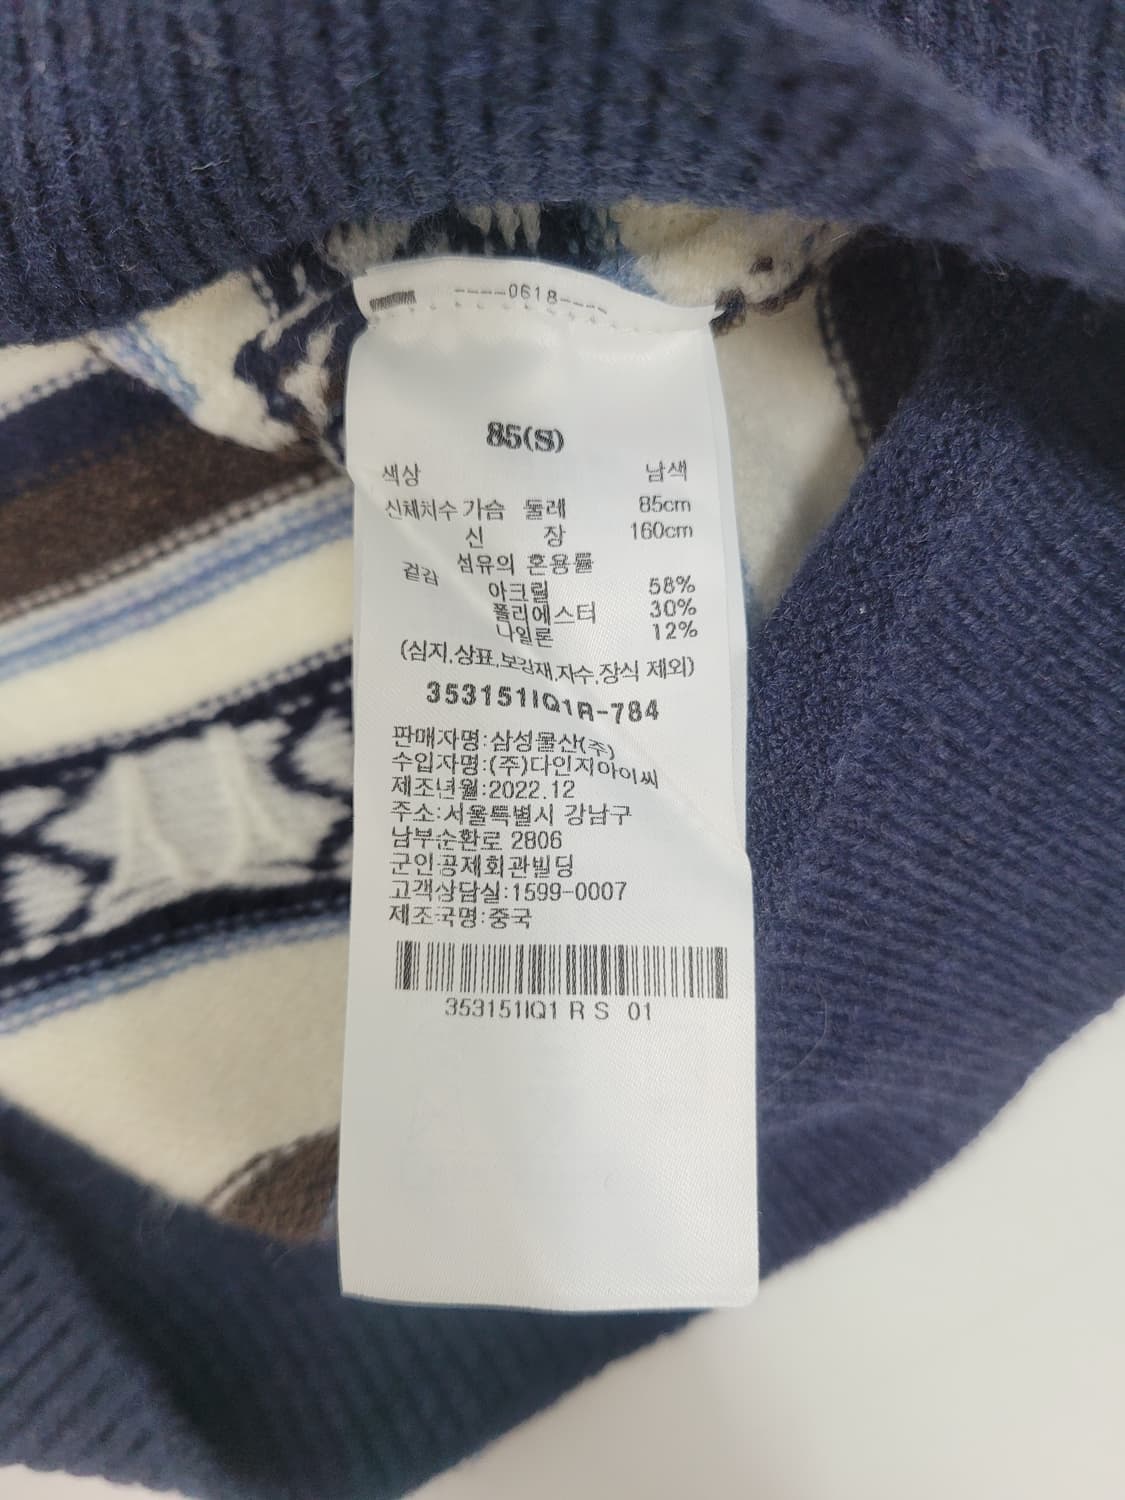 ----0618----
85(S)
색상 남색
신체치수 가슴 둘레 85cm
신 장 160cm
겉감 섬유의 혼용률
아크릴 58%
폴리에스터 30%
나일론 12%
(심지,상표,보강재,자수,장식 제외)
353151IQ1R-784
판매자명:삼성물산(주)
수입자명:(주)다인지아이씨
제조년월:2022.12
주소:서울특별시 강남구
남부순환로 2806
군인공제회관빌딩
고객상담실:1599-0007
제조국명:중국
353151IQ1 R S 01